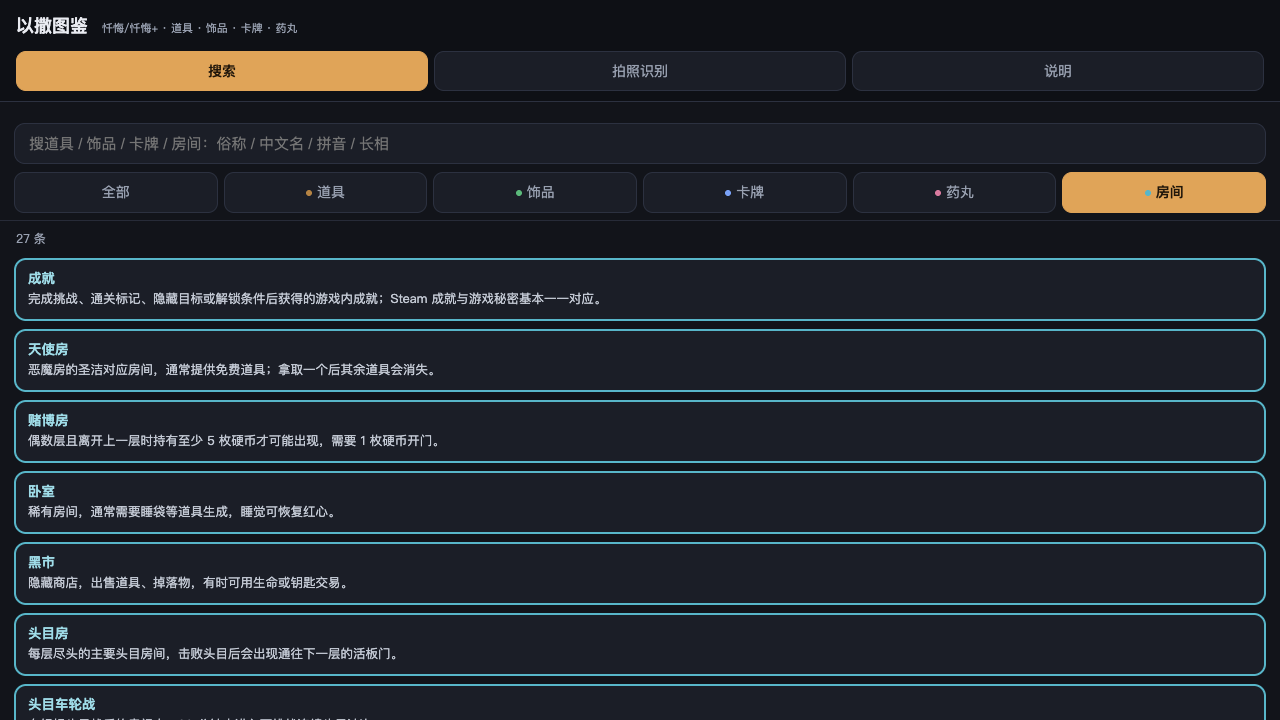 以撒图鉴 忏悔/忏悔+ · 道具 · 饰品 · 卡牌 · 药丸
搜索 拍照识别 说明
搜道具 / 饰品 / 卡牌 / 房间：俗称 / 中文名 / 拼音 / 长相
全部 道具 饰品 卡牌 药丸 房间
27 条
成就
完成挑战、通关标记、隐藏目标或解锁条件后获得的游戏内成就；Steam 成就与游戏秘密基本一一对应。
天使房
恶魔房的圣洁对应房间，通常提供免费道具；拿取一个后其余道具会消失。
赌博房
偶数层且离开上一层时持有至少 5 枚硬币才可能出现，需要 1 枚硬币开门。
卧室
稀有房间，通常需要睡袋等道具生成，睡觉可恢复红心。
黑市
隐藏商店，出售道具、掉落物，有时可用生命或钥匙交易。
头目房
每层尽头的主要头目房间，击败头目后会出现通往下一层的活板门。
头目车轮战